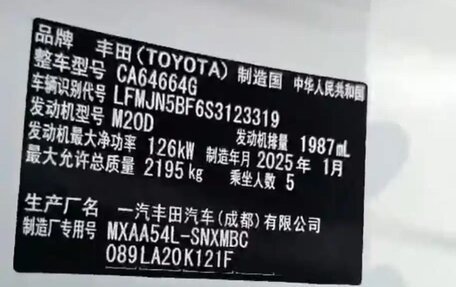 品牌 丰田(TOYOTA) 制造国 中华人民共和国
整车型号 CA64664G
车辆识别代号 LFMJN5BF6S3123319
发动机型号 M20D 发动机排量 1987mL
发动机最大净功率 126kW 制造年月 2025年 1月
最大允许总质量 2195kg 乘坐人数 5
生产厂名 一汽丰田汽车(成都)有限公司
制造厂专用号 MXAA54L-SNXMBC
089LA20K121F